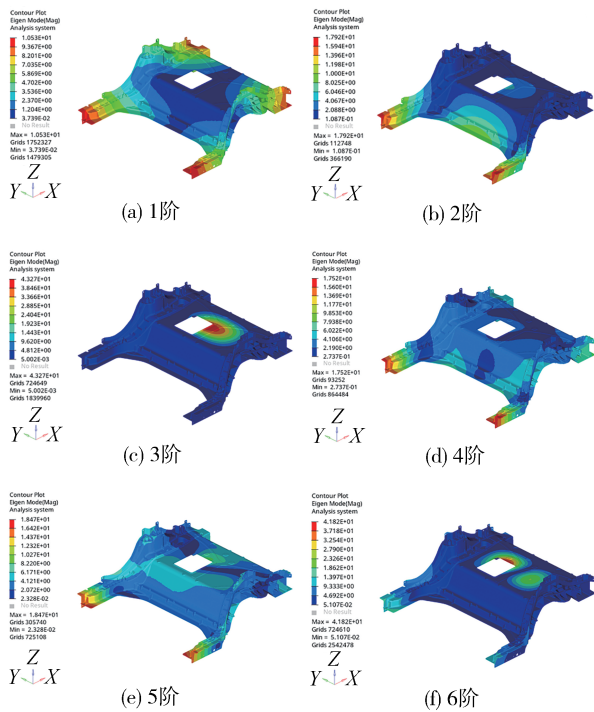 Contour Plot
Eigen Mode(Mag)
Analysis system
1.053E+01
9.367E+00
8.201E+00
7.035E+00
5.869E+00
4.702E+00
3.536E+00
2.370E+00
1.204E+00
3.739E-02
No Result
Max = 1.053E+01
Grids 1752327
Min = 3.739E-02
Grids 1479305
Z
Y X
(a) 1阶
Contour Plot
Eigen Mode(Mag)
Analysis system
1.792E+01
1.594E+01
1.396E+01
1.198E+01
1.000E+01
8.025E+00
6.046E+00
4.067E+00
2.088E+00
1.087E-01
No Result
Max = 1.792E+01
Grids 112748
Min = 1.087E-01
Grids 366190
Z
Y X
(b) 2阶
Contour Plot
Eigen Mode(Mag)
Analysis system
4.327E+01
3.846E+01
3.366E+01
2.885E+01
2.404E+01
1.923E+01
1.443E+01
9.620E+00
4.812E+00
5.002E-03
No Result
Max = 4.327E+01
Grids 724649
Min = 5.002E-03
Grids 1839960
Z
Y X
(c) 3阶
Contour Plot
Eigen Mode(Mag)
Analysis system
1.752E+01
1.560E+01
1.369E+01
1.177E+01
9.853E+00
7.938E+00
6.022E+00
4.106E+00
2.190E+00
2.737E-01
No Result
Max = 1.752E+01
Grids 93252
Min = 2.737E-01
Grids 864484
Z
Y X
(d) 4阶
Contour Plot
Eigen Mode(Mag)
Analysis system
1.847E+01
1.642E+01
1.437E+01
1.232E+01
1.027E+01
8.220E+00
6.171E+00
4.121E+00
2.072E+00
2.328E-02
No Result
Max = 1.847E+01
Grids 305740
Min = 2.328E-02
Grids 725108
Z
Y X
(e) 5阶
Contour Plot
Eigen Mode(Mag)
Analysis system
4.182E+01
3.718E+01
3.254E+01
2.790E+01
2.326E+01
1.862E+01
1.397E+01
9.333E+00
4.692E+00
5.107E-02
No Result
Max = 4.182E+01
Grids 724610
Min = 5.107E-02
Grids 2542478
Z
Y X
(f) 6阶